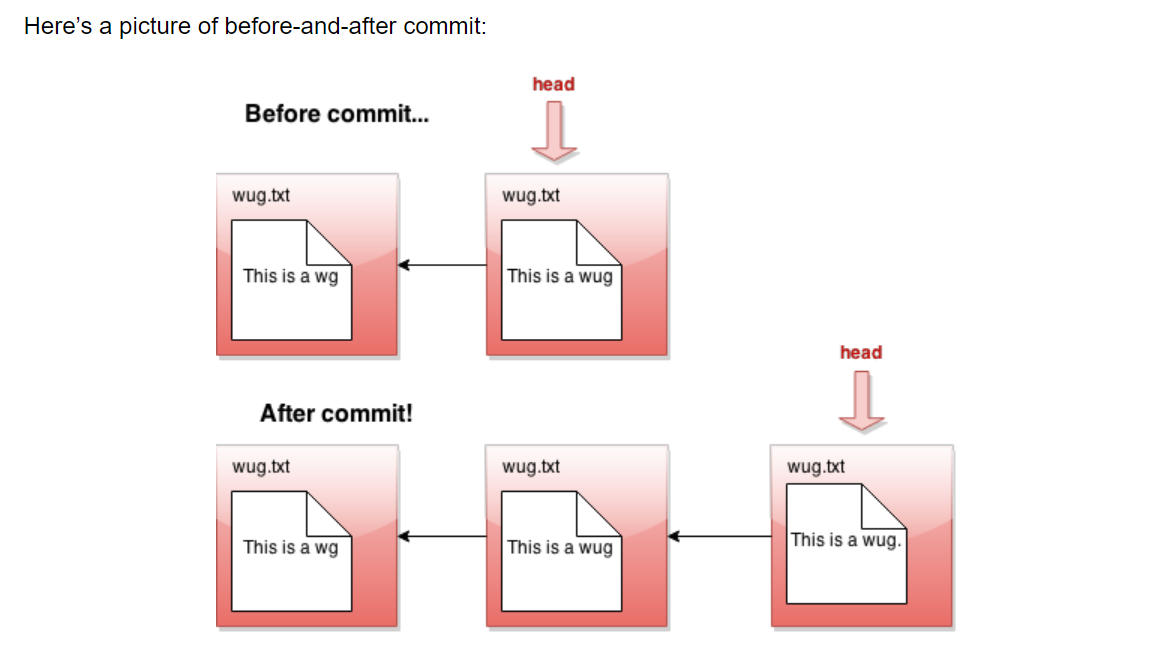 Here’s a picture of before-and-after commit:
head
Before commit...
wug.txt
wug.txt
This is a wg
This is a wug
head
After commit!
wug.txt
wug.txt
wug.txt
This is a wg
This is a wug
This is a wug.